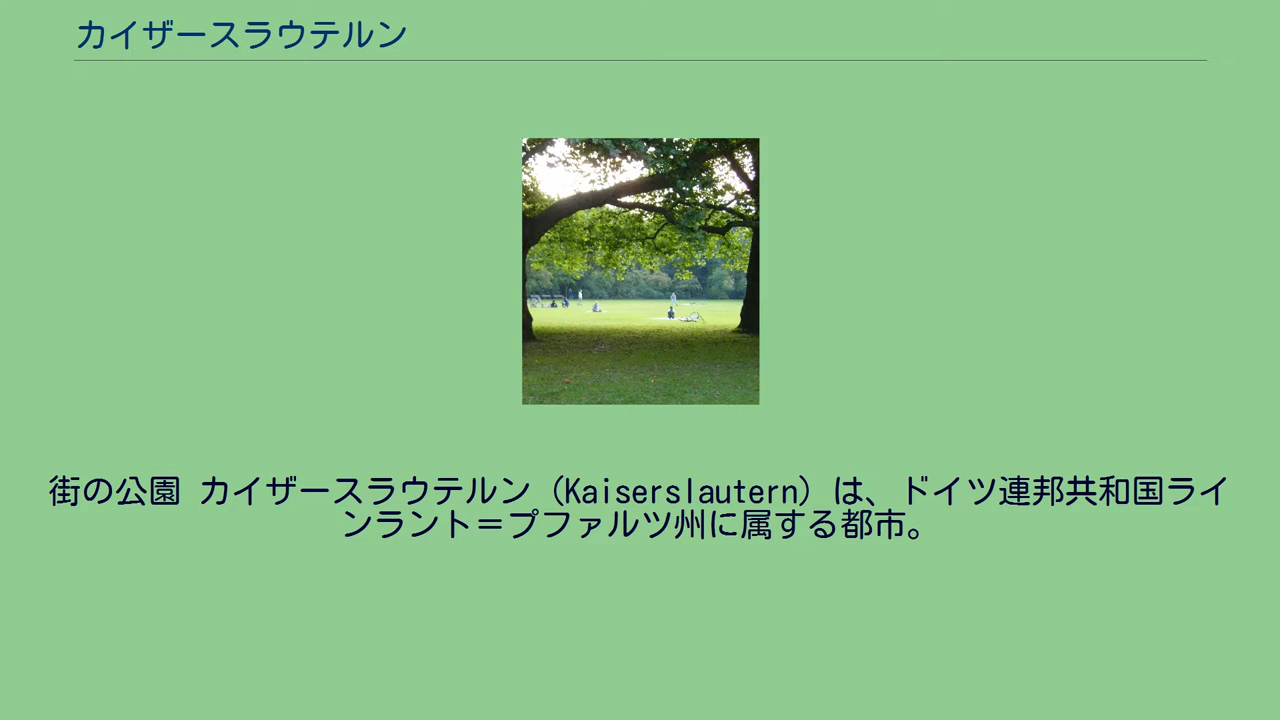 カイザースラウテルン
街の公園 カイザースラウテルン（Kaiserslautern）は、ドイツ連邦共和国ライ
ンラント＝プファルツ州に属する都市。